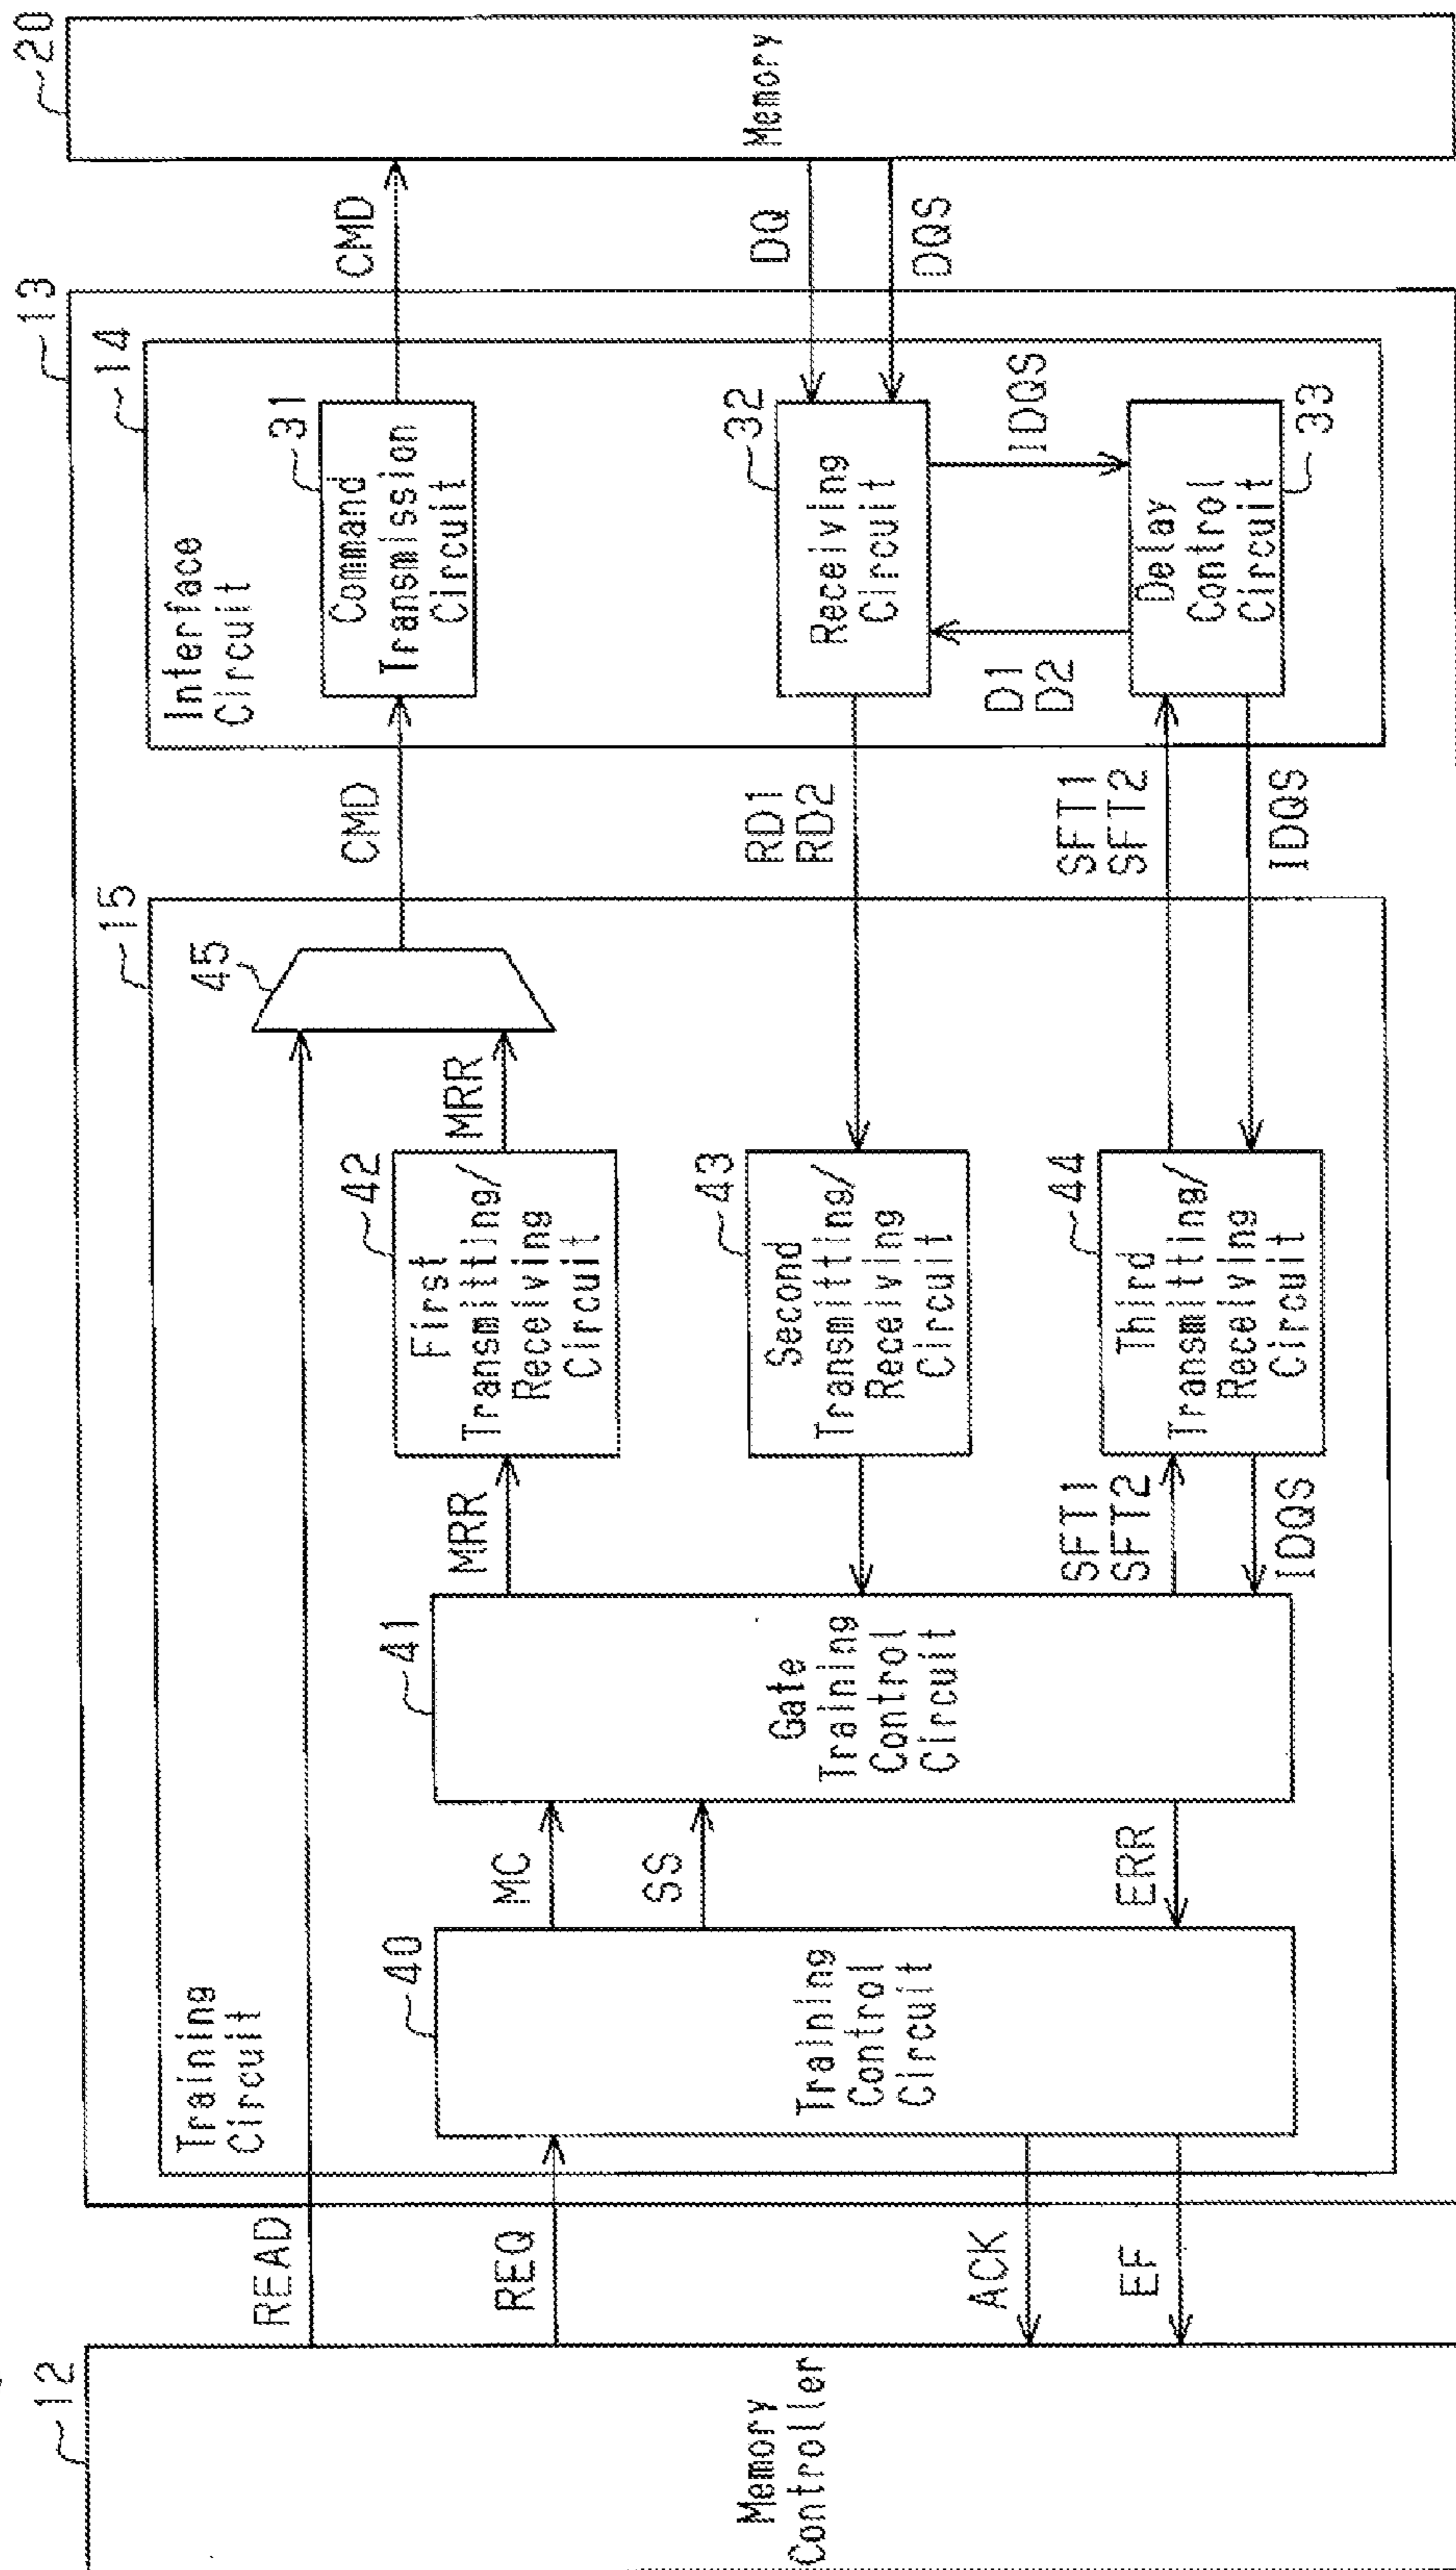 12
Memory
Controller
READ
REQ
ACK
EF
13
15
Training
Circuit
40
Training
Control
Circuit
MC
SS
ERR
41
Gate
Training
Control
Circuit
MRR
SFT1
SFT2
IDQS
42
First
Transmitting/
Receiving
Circuit
MRR
43
Second
Transmitting/
Receiving
Circuit
44
Third
Transmitting/
Receiving
Circuit
45
CMD
RD1
RD2
SFT1
SFT2
IDQS
14
Interface
Circuit
31
Command
Transmission
Circuit
32
Receiving
Circuit
D1
D2
IDQS
Delay
Control
Circuit
33
CMD
DQ
DQS
20
Memory